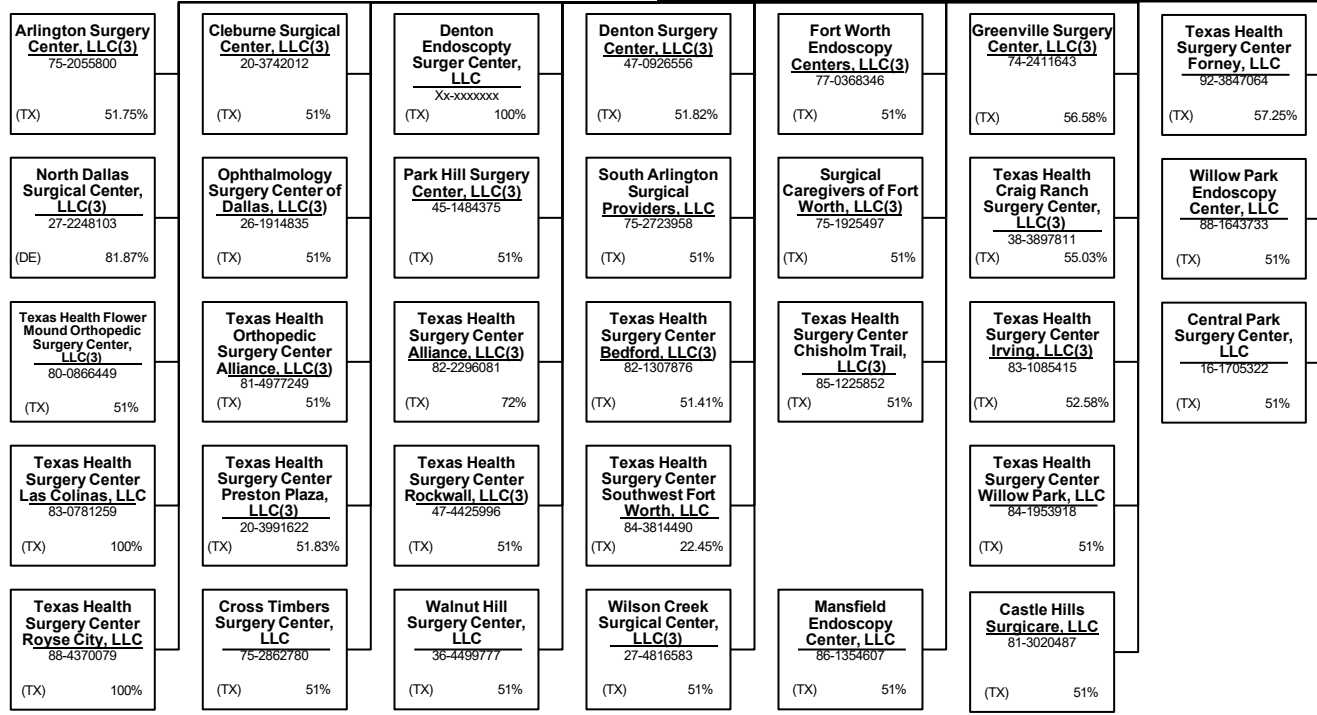 Arlington Surgery
Center, LLC(3)
75-2055800
(TX) 51.75%
Cleburne Surgical
Center, LLC(3)
20-3742012
(TX) 51%
Denton
Endoscopty
Surger Center,
LLC
Xx-xxxxxxx
(TX) 100%
Denton Surgery
Center, LLC(3)
47-0926556
(TX) 51.82%
Fort Worth
Endoscopy
Centers, LLC(3)
77-0368346
(TX) 51%
Greenville Surgery
Center, LLC(3)
74-2411643
(TX) 56.58%
Texas Health
Surgery Center
Forney, LLC
92-3847064
(TX) 57.25%
North Dallas
Surgical Center,
LLC(3)
27-2248103
(DE) 81.87%
Ophthalmology
Surgery Center of
Dallas, LLC(3)
26-1914835
(TX) 51%
Park Hill Surgery
Center, LLC(3)
45-1484375
(TX) 51%
South Arlington
Surgical
Providers, LLC
75-2723958
(TX) 51%
Surgical
Caregivers of Fort
Worth, LLC(3)
75-1925497
(TX) 51%
Texas Health
Craig Ranch
Surgery Center,
LLC(3)
38-3897811
(TX) 55.03%
Willow Park
Endoscopy
Center, LLC
88-1643733
(TX) 51%
Texas Health Flower
Mound Orthopedic
Surgery Center,
LLC(3)
80-0866449
(TX) 51%
Texas Health
Orthopedic
Surgery Center
Alliance, LLC(3)
81-4977249
(TX) 51%
Texas Health
Surgery Center
Alliance, LLC(3)
82-2296081
(TX) 72%
Texas Health
Surgery Center
Bedford, LLC(3)
82-1307876
(TX) 51.41%
Texas Health
Surgery Center
Chisholm Trail,
LLC(3)
85-1225852
(TX) 51%
Texas Health
Surgery Center
Irving, LLC(3)
83-1085415
(TX) 52.58%
Central Park
Surgery Center,
LLC
16-1705322
(TX) 51%
Texas Health
Surgery Center
Las Colinas, LLC
83-0781259
(TX) 100%
Texas Health
Surgery Center
Preston Plaza,
LLC(3)
20-3991622
(TX) 51.83%
Texas Health
Surgery Center
Rockwall, LLC(3)
47-4425996
(TX) 51%
Texas Health
Surgery Center
Southwest Fort
Worth, LLC
84-3814490
(TX) 22.45%
Texas Health
Surgery Center
Willow Park, LLC
84-1953918
(TX) 51%
Texas Health
Surgery Center
Royse City, LLC
88-4370079
(TX) 100%
Cross Timbers
Surgery Center,
LLC
75-2862780
(TX) 51%
Walnut Hill
Surgery Center,
LLC
36-4499777
(TX) 51%
Wilson Creek
Surgical Center,
LLC(3)
27-4816583
(TX) 51%
Mansfield
Endoscopy
Center, LLC
86-1354607
(TX) 51%
Castle Hills
Surgicare, LLC
81-3020487
(TX) 51%